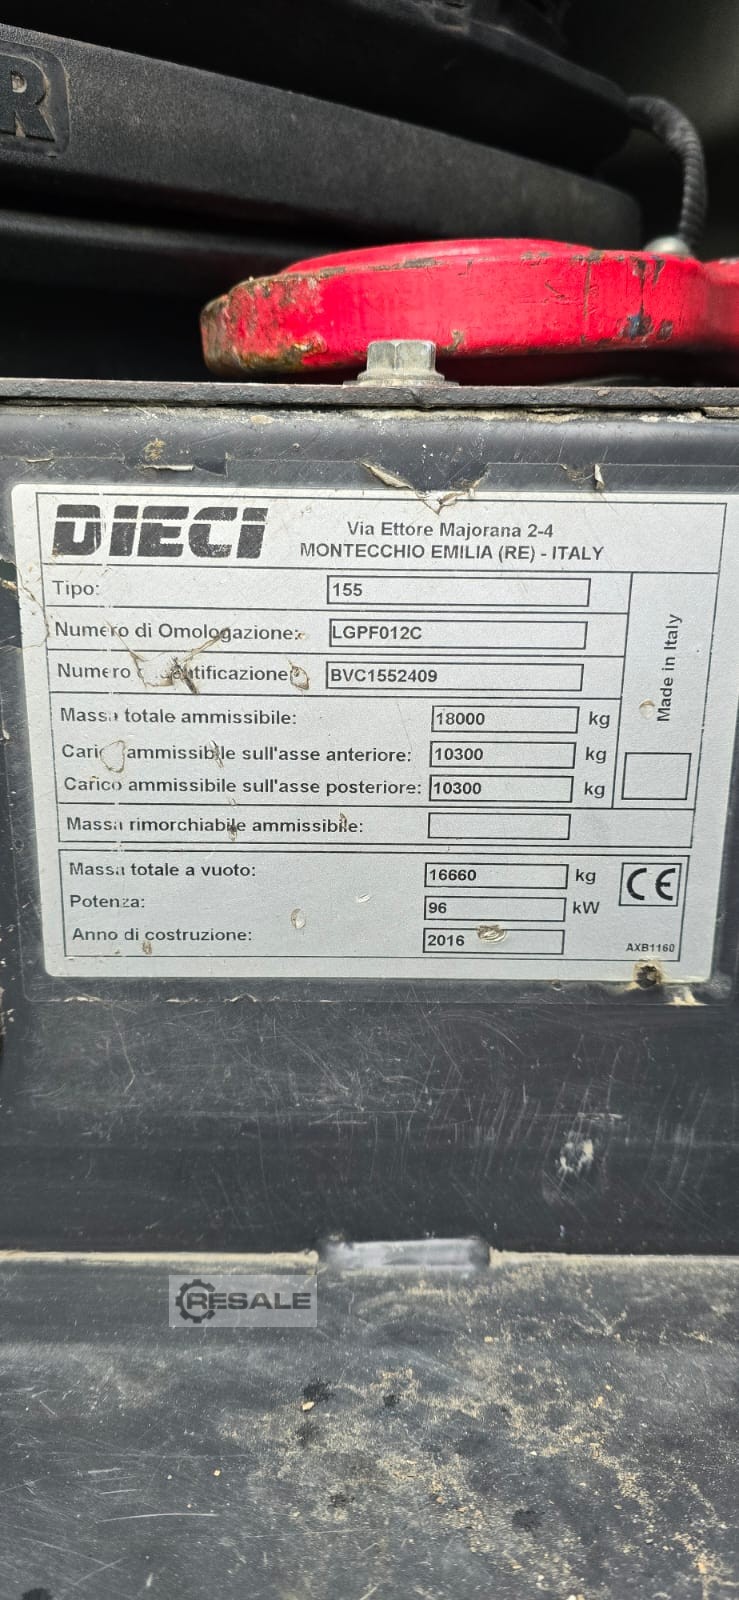 R
DIECI
Via Ettore Majorana 2-4
MONTECCHIO EMILIA (RE) - ITALY
Tipo: 155
Numero di Omologazione: LGPF012C
Numero BVC1552409
Made in Italy
Massa totale ammissibile: 18000 kg
Carico ammissibile sull'asse anteriore: 10300 kg
Carico ammissibile sull'asse posteriore: 10300 kg
Massa rimorchiabile ammissibile:
Massa totale a vuoto: 16660 kg
CE
Potenza: 96 kW
Anno di costruzione: 2016
AXB1160
RESALE